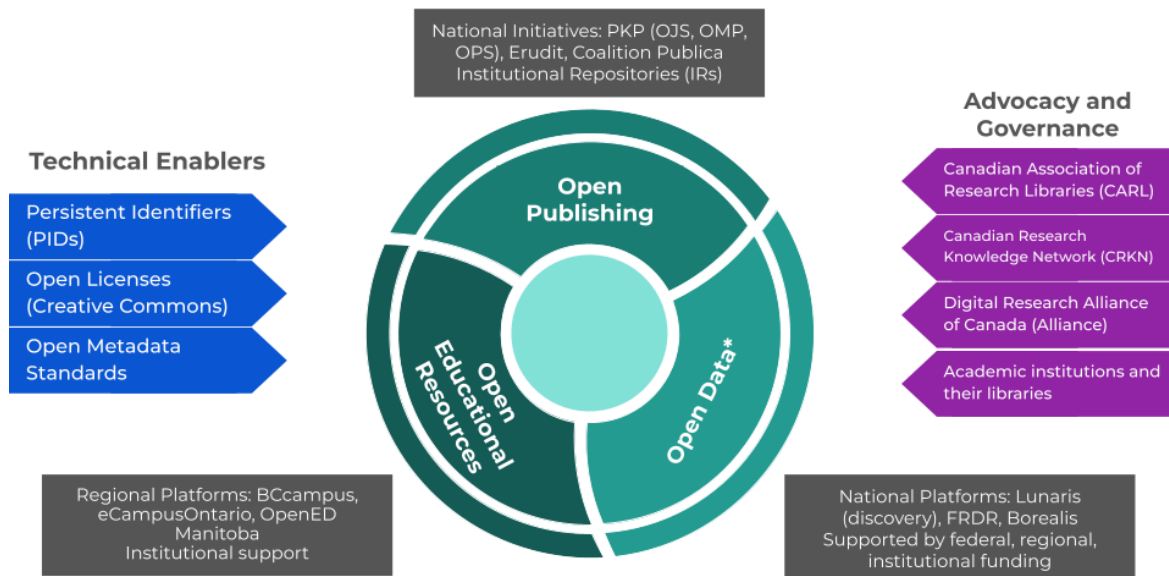 National Initiatives: PKP (OJS, OMP,
OPS), Erudit, Coalition Publica
Institutional Repositories (IRs)
Technical Enablers
Persistent Identifiers
(PIDs)
Open Licenses
(Creative Commons)
Open Metadata
Standards
Open
Publishing
Open
Educational
Resources
Open Data*
Advocacy and
Governance
Canadian Association of
Research Libraries (CARL)
Canadian Research
Knowledge Network (CRKN)
Digital Research Alliance
of Canada (Alliance)
Academic institutions and
their libraries
Regional Platforms: BCcampus,
eCampusOntario, OpenED
Manitoba
Institutional support
National Platforms: Lunaris
(discovery), FRDR, Borealis
Supported by federal, regional,
institutional funding